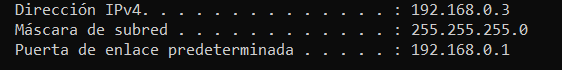 Dirección IPv4. . . . . . . . . . . . . . : 192.168.0.3
Máscara de subred . . . . . . . . . . . . : 255.255.255.0
Puerta de enlace predeterminada . . . . . : 192.168.0.1